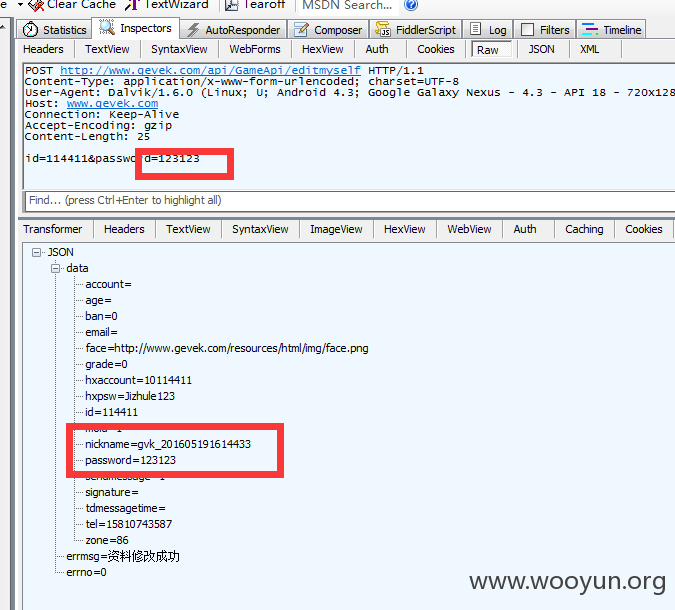 e Clear Cache TextWizard Tearoff MSDN Search...
Statistics Inspectors AutoResponder Composer FiddlerScript Log Filters Timeline
Headers TextView SyntaxView WebForms HexView Auth Cookies Raw JSON XML
POST http://www.gevek.com/api/GameApi/editmyself HTTP/1.1
Content-Type: application/x-www-form-urlencoded; charset=UTF-8
User-Agent: Dalvik/1.6.0 (Linux; U; Android 4.3; Google Galaxy Nexus - 4.3 - API 18 - 720x128
Host: www.gevek.com
Connection: Keep-Alive
Accept-Encoding: gzip
Content-Length: 25
id=114411&password=123123
Find... (press Ctrl+Enter to highlight all)
Transformer Headers TextView SyntaxView ImageView HexView WebView Auth Caching Cookies
JSON
data
account=
age=
ban=0
email=
face=http://www.gevek.com/resources/html/img/face.png
grade=0
hxaccount=10114411
hxpsw=Jizhule123
id=114411
nickname=gvk_201605191614433
password=123123
sendmessage=1
signature=
tdmessagetime=
tel=15810743587
zone=86
errmsg=资料修改成功
errno=0
www.wooyun.org